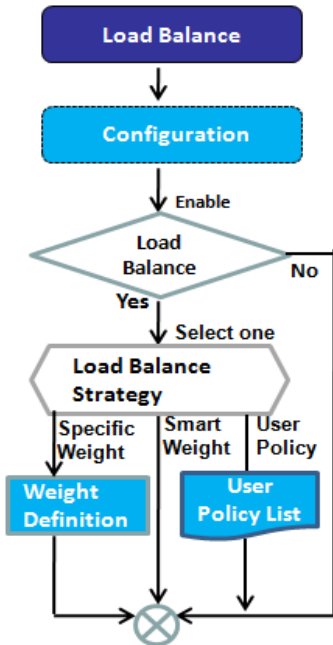 Load Balance
Configuration
Enable
Load
Balance
No
Yes
Select one
Load Balance
Strategy
Specific
Weight
Smart
Weight
User
Policy
Weight
Definition
User
Policy List